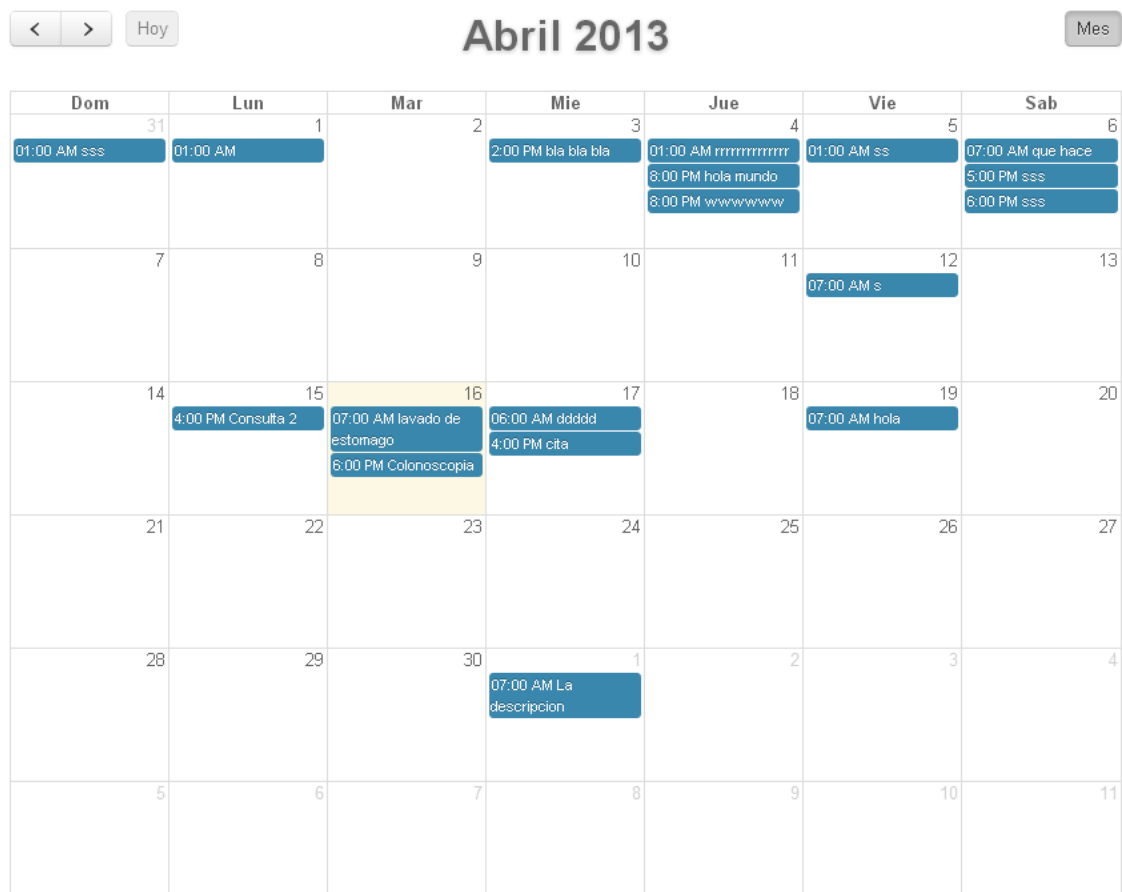 Hoy
Abril 2013
Mes
Dom Lun Mar Mie Jue Vie Sab
31 1 2 3 4 5 6
01:00 AM sss 01:00 AM 2:00 PM bla bla bla 01:00 AM rrrrrrrrrrrrr 01:00 AM ss 07:00 AM que hace
8:00 PM hola mundo 5:00 PM sss
8:00 PM wwwwww 6:00 PM sss
7 8 9 10 11 12 13
07:00 AM s
14 15 16 17 18 19 20
4:00 PM Consulta 2 07:00 AM lavado de 06:00 AM ddddd 07:00 AM hola
estomago 4:00 PM cita
6:00 PM Colonoscopia
21 22 23 24 25 26 27
28 29 30 1 2 3 4
07:00 AM La
descripcion
5 6 7 8 9 10 11